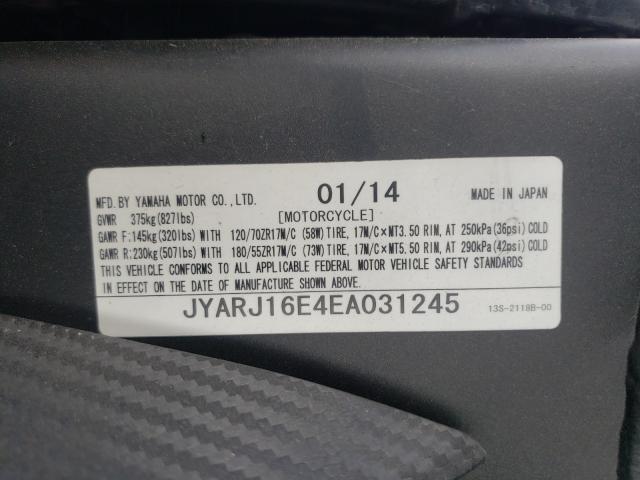 MFD. BY YAMAHA MOTOR CO., LTD. 01/14 MADE IN JAPAN
GVWR 375kg(827lbs) [MOTORCYCLE]
GAWR F:145kg(320lbs) WITH 120/70ZR17M/C (58W) TIRE, 17M/C×MT3.50 RIM, AT 250kPa(36psi) COLD
GAWR R:230kg(507lbs) WITH 180/55ZR17M/C (73W) TIRE, 17M/C×MT5.50 RIM, AT 290kPa(42psi) COLD
THIS VEHICLE CONFORMS TO ALL APPLICABLE FEDERAL MOTOR VEHICLE SAFETY STANDARDS
IN EFFECT ON THE DATE OF MANUFACTURE SHOWN ABOVE.
JYARJ16E4EA031245 13S-2118B-00